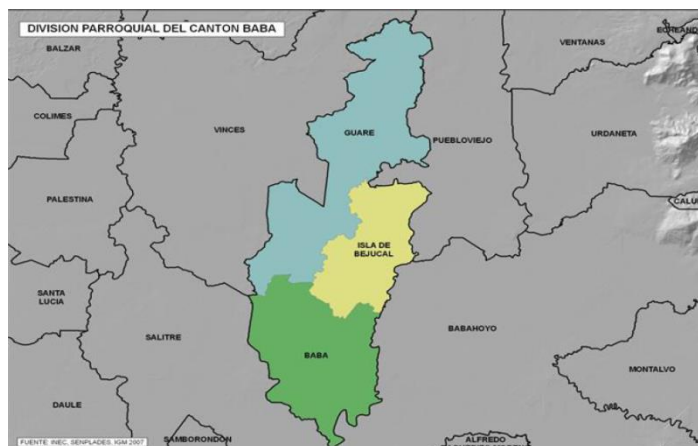 DIVISION PARROQUIAL DEL CANTON BABA
BALZAR
VENTANAS
COLIMES
VINCES
GUARE
PUEBLOVIEJO
URDANETA
PALESTINA
ISLA DE
BEJUCAL
SANTA
LUCIA
SALITRE
BABAHOYO
BABA
MONTALVO
DAULE
SAMBORONDON
ALFREDO
FUENTE: INEC, SENPLADES, IGM 2007